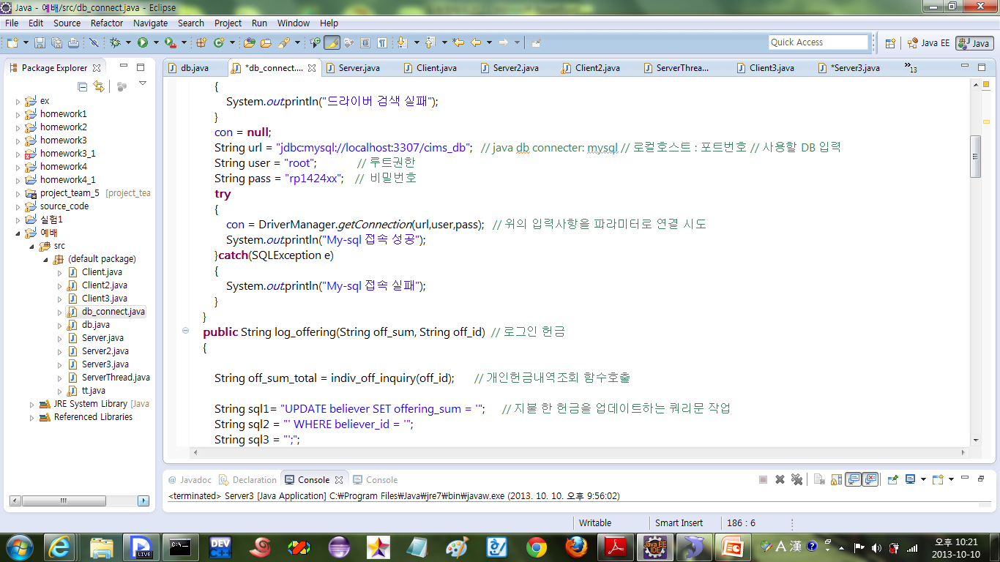 Java - 예배/src/db_connect.java - Eclipse
File Edit Source Refactor Navigate Search Project Run Window Help
Quick Access
Java EE
Java
Package Explorer
db.java
*db_connect....
Server.java
Client.java
Server2.java
Client2.java
ServerThrea...
Client3.java
*Server3.java
»13
ex
homework1
homework2
homework3
homework3_1
homework4
homework4_1
project_team_5 [project_tea
source_code
실험1
예배
src
(default package)
Client.java
Client2.java
Client3.java
db_connect.java
db.java
Server.java
Server2.java
Server3.java
ServerThread.java
tt.java
JRE System Library [Java
Referenced Libraries
{
System.out.println("드라이버 검색 실패");
}
con = null;
String url = "jdbc:mysql://localhost:3307/cims_db"; // java db connecter: mysql // 로컬호스트 : 포트번호 // 사용할 DB 입력
String user = "root"; // 루트권한
String pass = "rp1424xx"; // 비밀번호
try
{
con = DriverManager.getConnection(url,user,pass); // 위의 입력사항을 파라미터로 연결 시도
System.out.println("My-sql 접속 성공");
}catch(SQLException e)
{
System.out.println("My-sql 접속 실패");
}
}
public String log_offering(String off_sum, String off_id) // 로그인 헌금
{
String off_sum_total = indiv_off_inquiry(off_id); // 개인헌금내역조회 함수호출
String sql1= "UPDATE believer SET offering_sum = '"; // 지불 한 헌금을 업데이트하는 쿼리문 작업
String sql2 = "' WHERE believer_id = '";
String sql3 = "';";
@ Javadoc
Declaration
Console
Console
<terminated> Server3 [Java Application] C:₩Program Files₩Java₩jre7₩bin₩javaw.exe (2013. 10. 10. 오후 9:56:02)
Writable
Smart Insert
186 : 6
LIVE
C:\_
DEV C++
Java EE IDE
A 漢
오후 10:21
2013-10-10